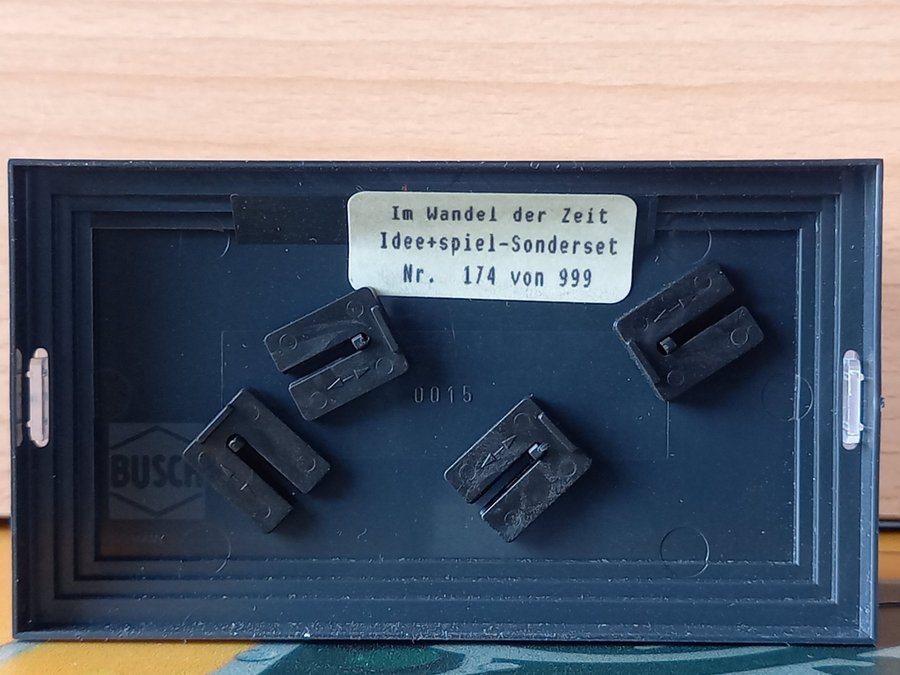 Im Wandel der Zeit
Idee+spiel-Sonderset
Nr. 174 von 999
0015
BUSCH